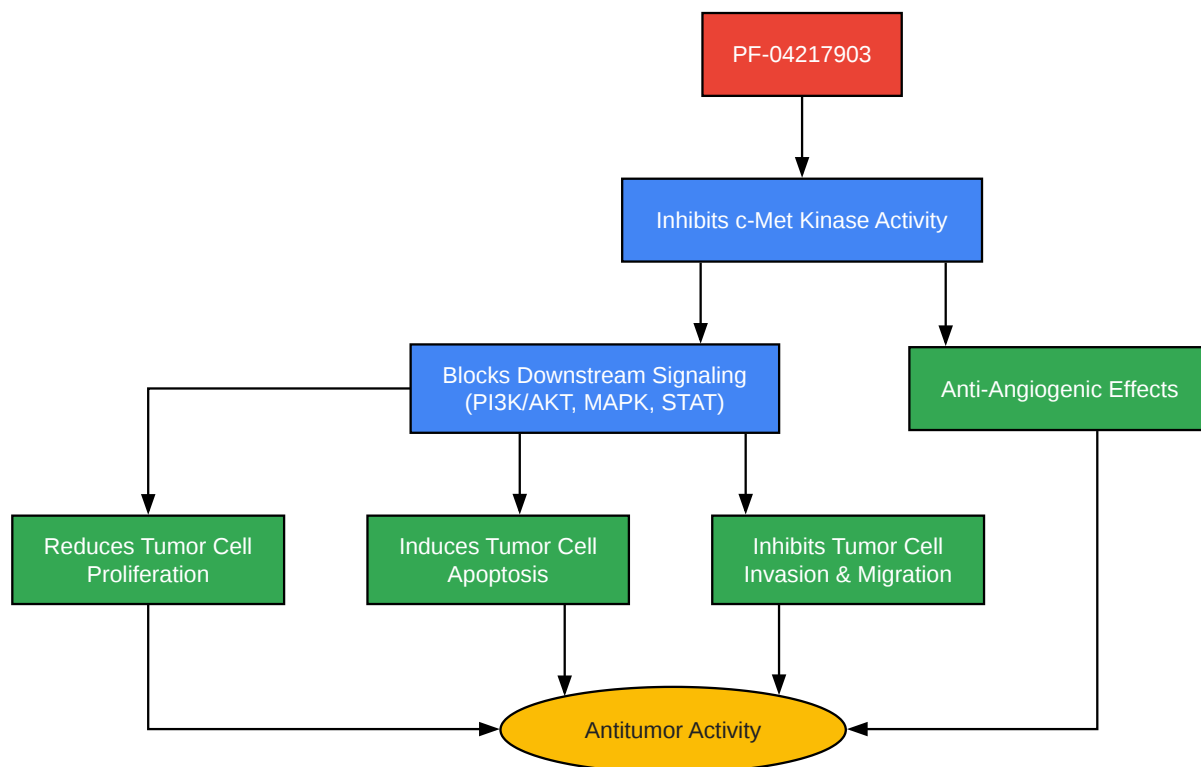 PF-04217903
Inhibits c-Met Kinase Activity
Blocks Downstream Signaling
(PI3K/AKT, MAPK, STAT)
Anti-Angiogenic Effects
Reduces Tumor Cell
Proliferation
Induces Tumor Cell
Apoptosis
Inhibits Tumor Cell
Invasion & Migration
Antitumor Activity